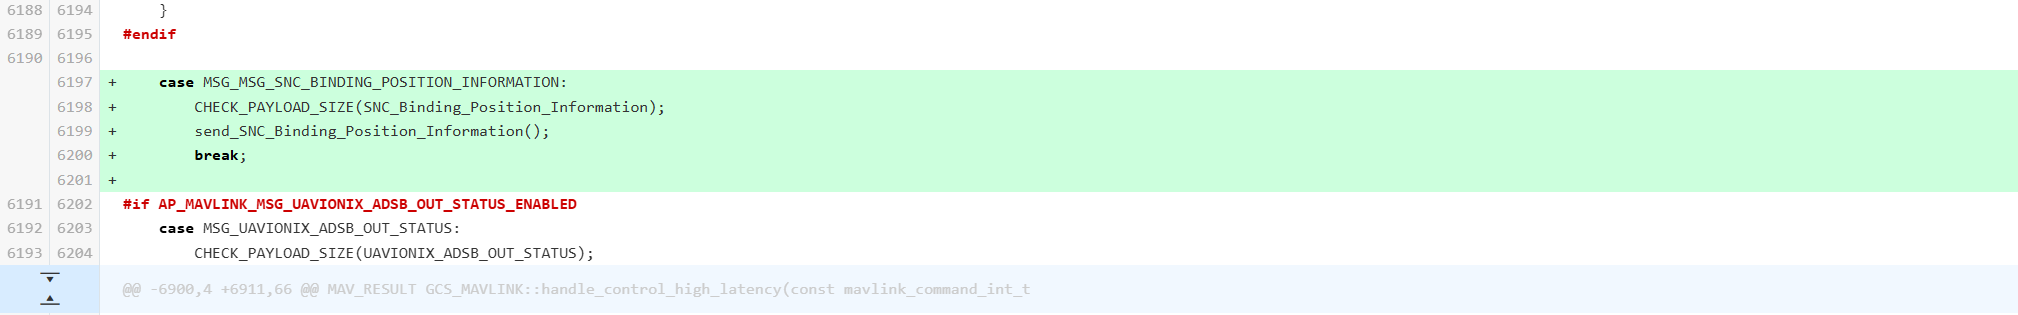 6188 6194     }
6189 6195 #endif
6190 6196
6197 +     case MSG_MSG_SNC_BINDING_POSITION_INFORMATION:
6198 +         CHECK_PAYLOAD_SIZE(SNC_Binding_Position_Information);
6199 +         send_SNC_Binding_Position_Information();
6200 +         break;
6201 +
6191 6202 #if AP_MAVLINK_MSG_UAVIONIX_ADSB_OUT_STATUS_ENABLED
6192 6203     case MSG_UAVIONIX_ADSB_OUT_STATUS:
6193 6204         CHECK_PAYLOAD_SIZE(UAVIONIX_ADSB_OUT_STATUS);
@@ -6900,4 +6911,66 @@ MAV_RESULT GCS_MAVLINK::handle_control_high_latency(const mavlink_command_int_t